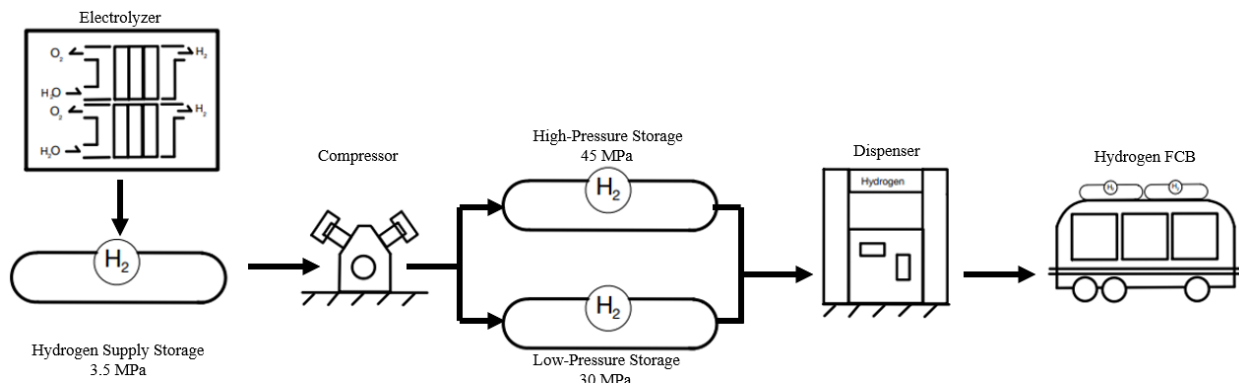 Electrolyzer
O₂
H₂
H₂O
O₂
H₂
H₂O
H₂
Hydrogen Supply Storage
3.5 MPa
Compressor
High-Pressure Storage
45 MPa
H₂
H₂
Low-Pressure Storage
30 MPa
Dispenser
Hydrogen
Hydrogen FCB
H₂
H₂